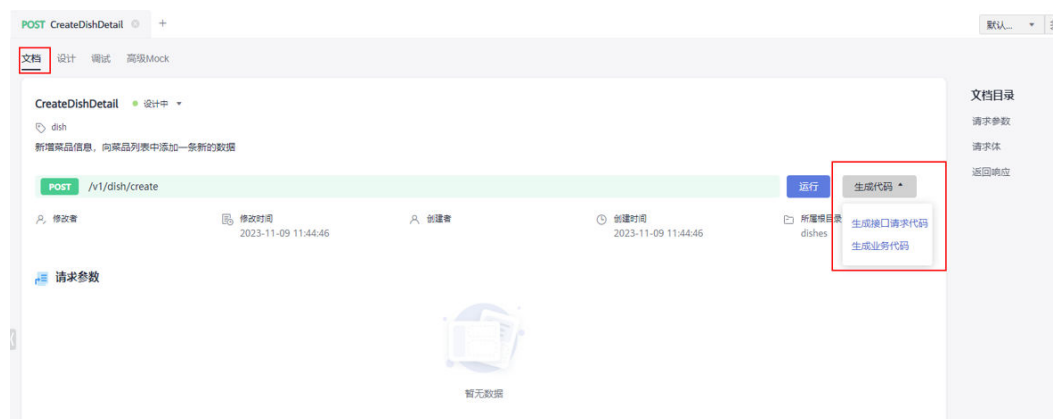 POST CreateDishDetail
+
默认...
文档 设计 调试 高级Mock
CreateDishDetail 设计中
dish
新增菜品信息，向菜品列表中添加一条新的数据
POST /v1/dish/create
运行 生成代码
生成接口请求代码
生成业务代码
修改者
修改时间
2023-11-09 11:44:46
创建者
创建时间
2023-11-09 11:44:46
所属根目录
dishes
请求参数
暂无数据
文档目录
请求参数
请求体
返回响应